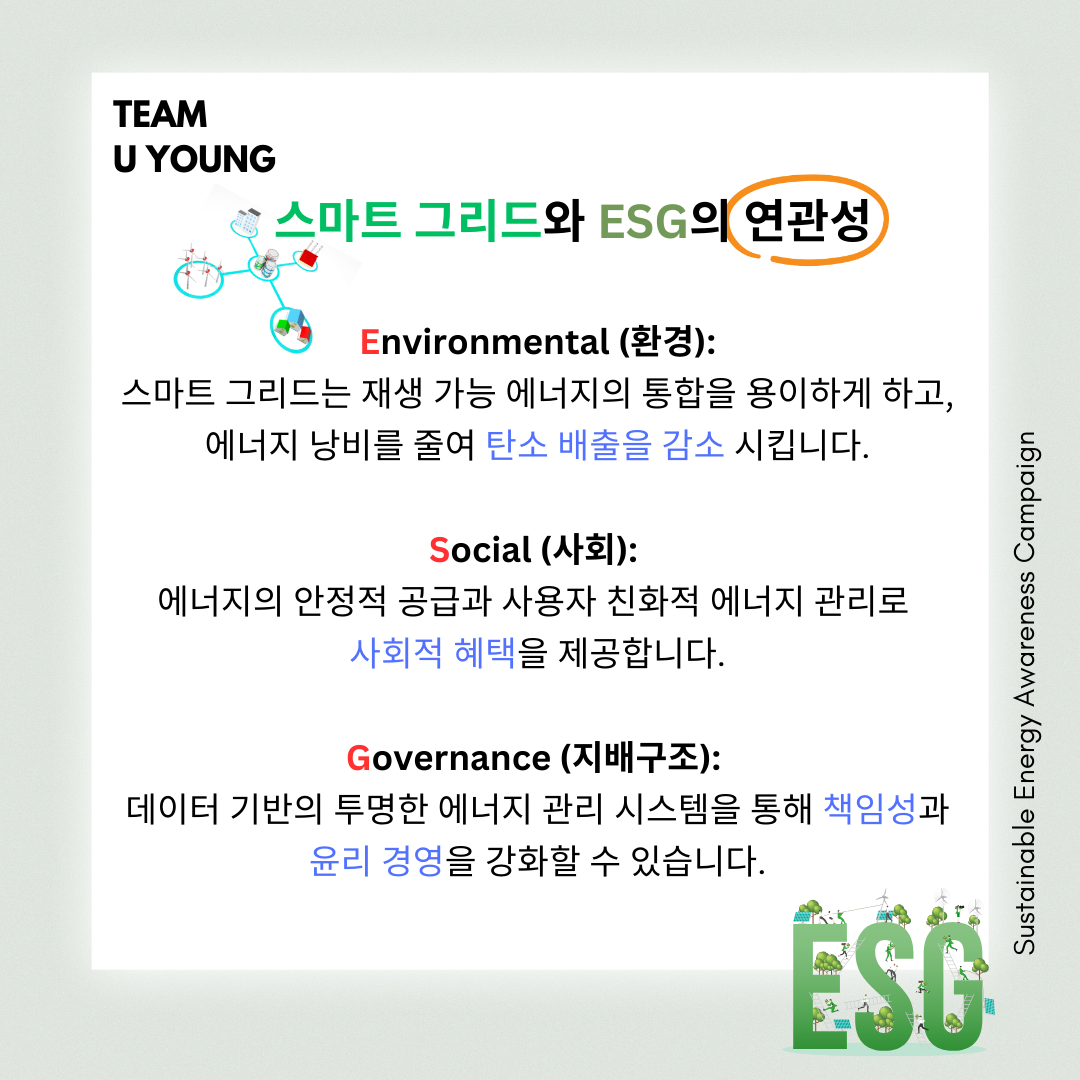 TEAM
U YOUNG
스마트 그리드와 ESG의 연관성
Environmental (환경):
스마트 그리드는 재생 가능 에너지의 통합을 용이하게 하고,
에너지 낭비를 줄여 탄소 배출을 감소 시킵니다.
Social (사회):
에너지의 안정적 공급과 사용자 친화적 에너지 관리로
사회적 혜택을 제공합니다.
Governance (지배구조):
데이터 기반의 투명한 에너지 관리 시스템을 통해 책임성과
윤리 경영을 강화할 수 있습니다.
Sustainable Energy Awareness Campaign
ESG